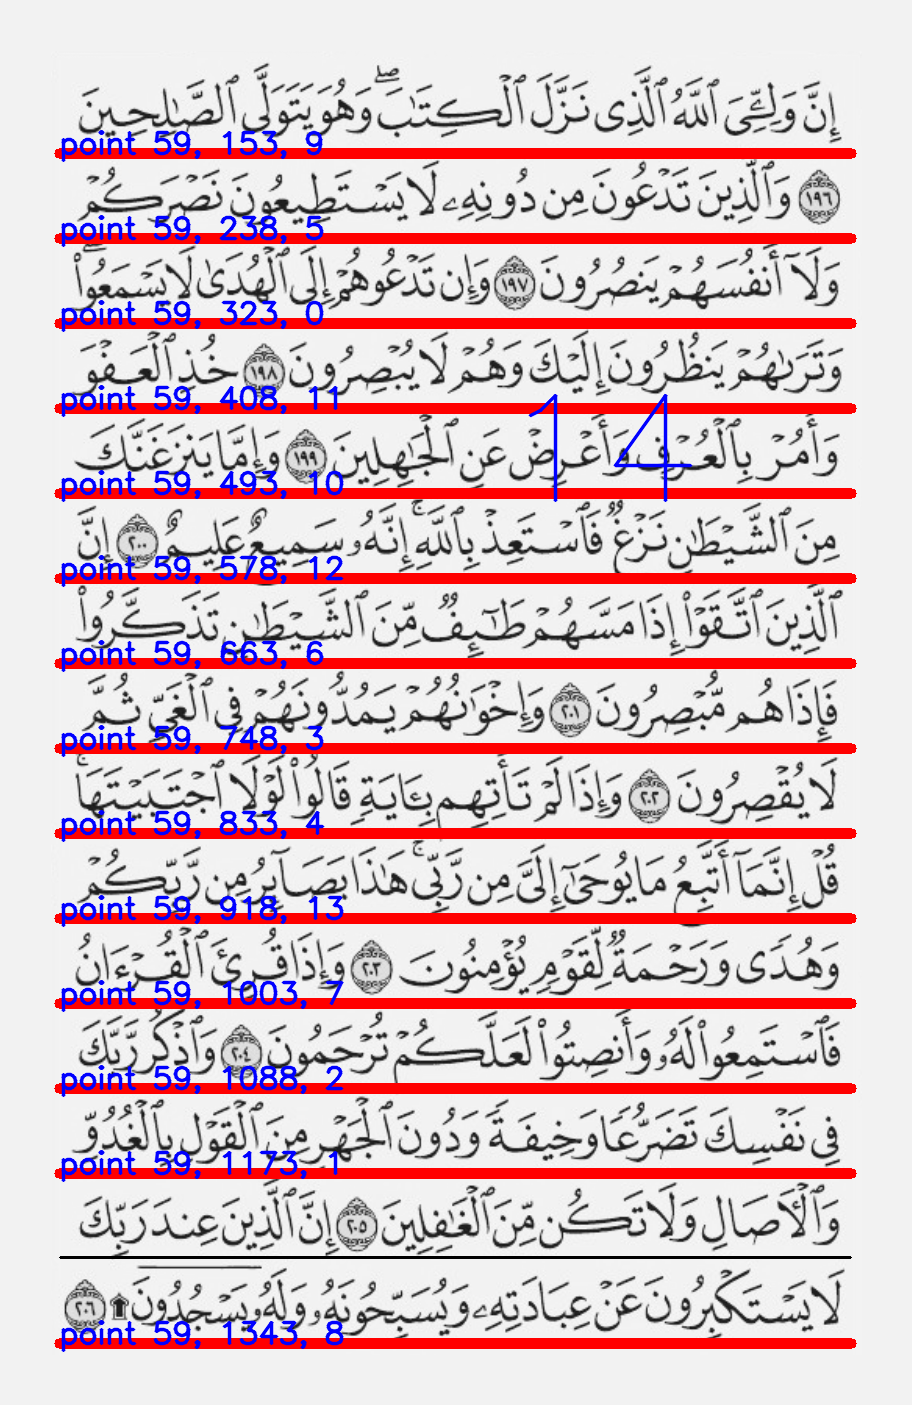 إِنَّ وَلِـِّۧيَ ٱللَّهُ ٱلَّذِى نَزَّلَ ٱلْكِتَـٰبَ ۖ وَهُوَ يَتَوَلَّى ٱلصَّـٰلِحِينَ
point 59, 153, 9
١٩٦ وَٱلَّذِينَ تَدْعُونَ مِن دُونِهِۦ لَا يَسْتَطِيعُونَ نَصْرَكُمْ
point 59, 238, 5
وَلَآ أَنفُسَهُمْ يَنصُرُونَ ١٩٧ وَإِن تَدْعُوهُمْ إِلَى ٱلْهُدَىٰ لَا يَسْمَعُوا۟ ۖ
point 59, 323, 0
وَتَرَىٰهُمْ يَنظُرُونَ إِلَيْكَ وَهُمْ لَا يُبْصِرُونَ ١٩٨ خُذِ ٱلْعَفْوَ
point 59, 408, 11
14
وَأْمُرْ بِٱلْعُرْفِ وَأَعْرِضْ عَنِ ٱلْجَـٰهِلِينَ ١٩٩ وَإِمَّا يَنزَغَنَّكَ
point 59, 493, 10
مِنَ ٱلشَّيْطَـٰنِ نَزْغٌ فَٱسْتَعِذْ بِٱللَّهِ ۚ إِنَّهُۥ سَمِيعٌ عَلِيمٌ ٢٠٠ إِنَّ
point 59, 578, 12
ٱلَّذِينَ ٱتَّقَوْا۟ إِذَا مَسَّهُمْ طَـٰٓئِفٌ مِّنَ ٱلشَّيْطَـٰنِ تَذَكَّرُوا۟
point 59, 663, 6
فَإِذَا هُم مُّبْصِرُونَ ٢٠١ وَإِخْوَٰنُهُمْ يَمُدُّونَهُمْ فِى ٱلْغَىِّ ثُمَّ
point 59, 748, 3
لَا يُقْصِرُونَ ٢٠٢ وَإِذَا لَمْ تَأْتِهِم بِـَٔايَةٍ قَالُوا۟ لَوْلَا ٱجْتَبَيْتَهَا ۚ
point 59, 833, 4
قُلْ إِنَّمَآ أَتَّبِعُ مَا يُوحَىٰٓ إِلَىَّ مِن رَّبِّى ۚ هَـٰذَا بَصَآئِرُ مِن رَّبِّكُمْ
point 59, 918, 13
وَهُدًى وَرَحْمَةٌ لِّقَوْمٍ يُؤْمِنُونَ ٢٠٣ وَإِذَا قُرِئَ ٱلْقُرْءَانُ
point 59, 1003, 7
فَٱسْتَمِعُوا۟ لَهُۥ وَأَنصِتُوا۟ لَعَلَّكُمْ تُرْحَمُونَ ٢٠٤ وَٱذْكُر رَّبَّكَ
point 59, 1088, 2
فِى نَفْسِكَ تَضَرُّعًا وَخِيفَةً وَدُونَ ٱلْجَهْرِ مِنَ ٱلْقَوْلِ بِٱلْغُدُوِّ
point 59, 1173, 1
وَٱلْـَٔاصَالِ وَلَا تَكُن مِّنَ ٱلْغَـٰفِلِينَ ٢٠٥ إِنَّ ٱلَّذِينَ عِندَ رَبِّكَ
لَا يَسْتَكْبِرُونَ عَنْ عِبَادَتِهِۦ وَيُسَبِّحُونَهُۥ وَلَهُۥ يَسْجُدُونَ ۩ ٢٠٦
point 59, 1343, 8